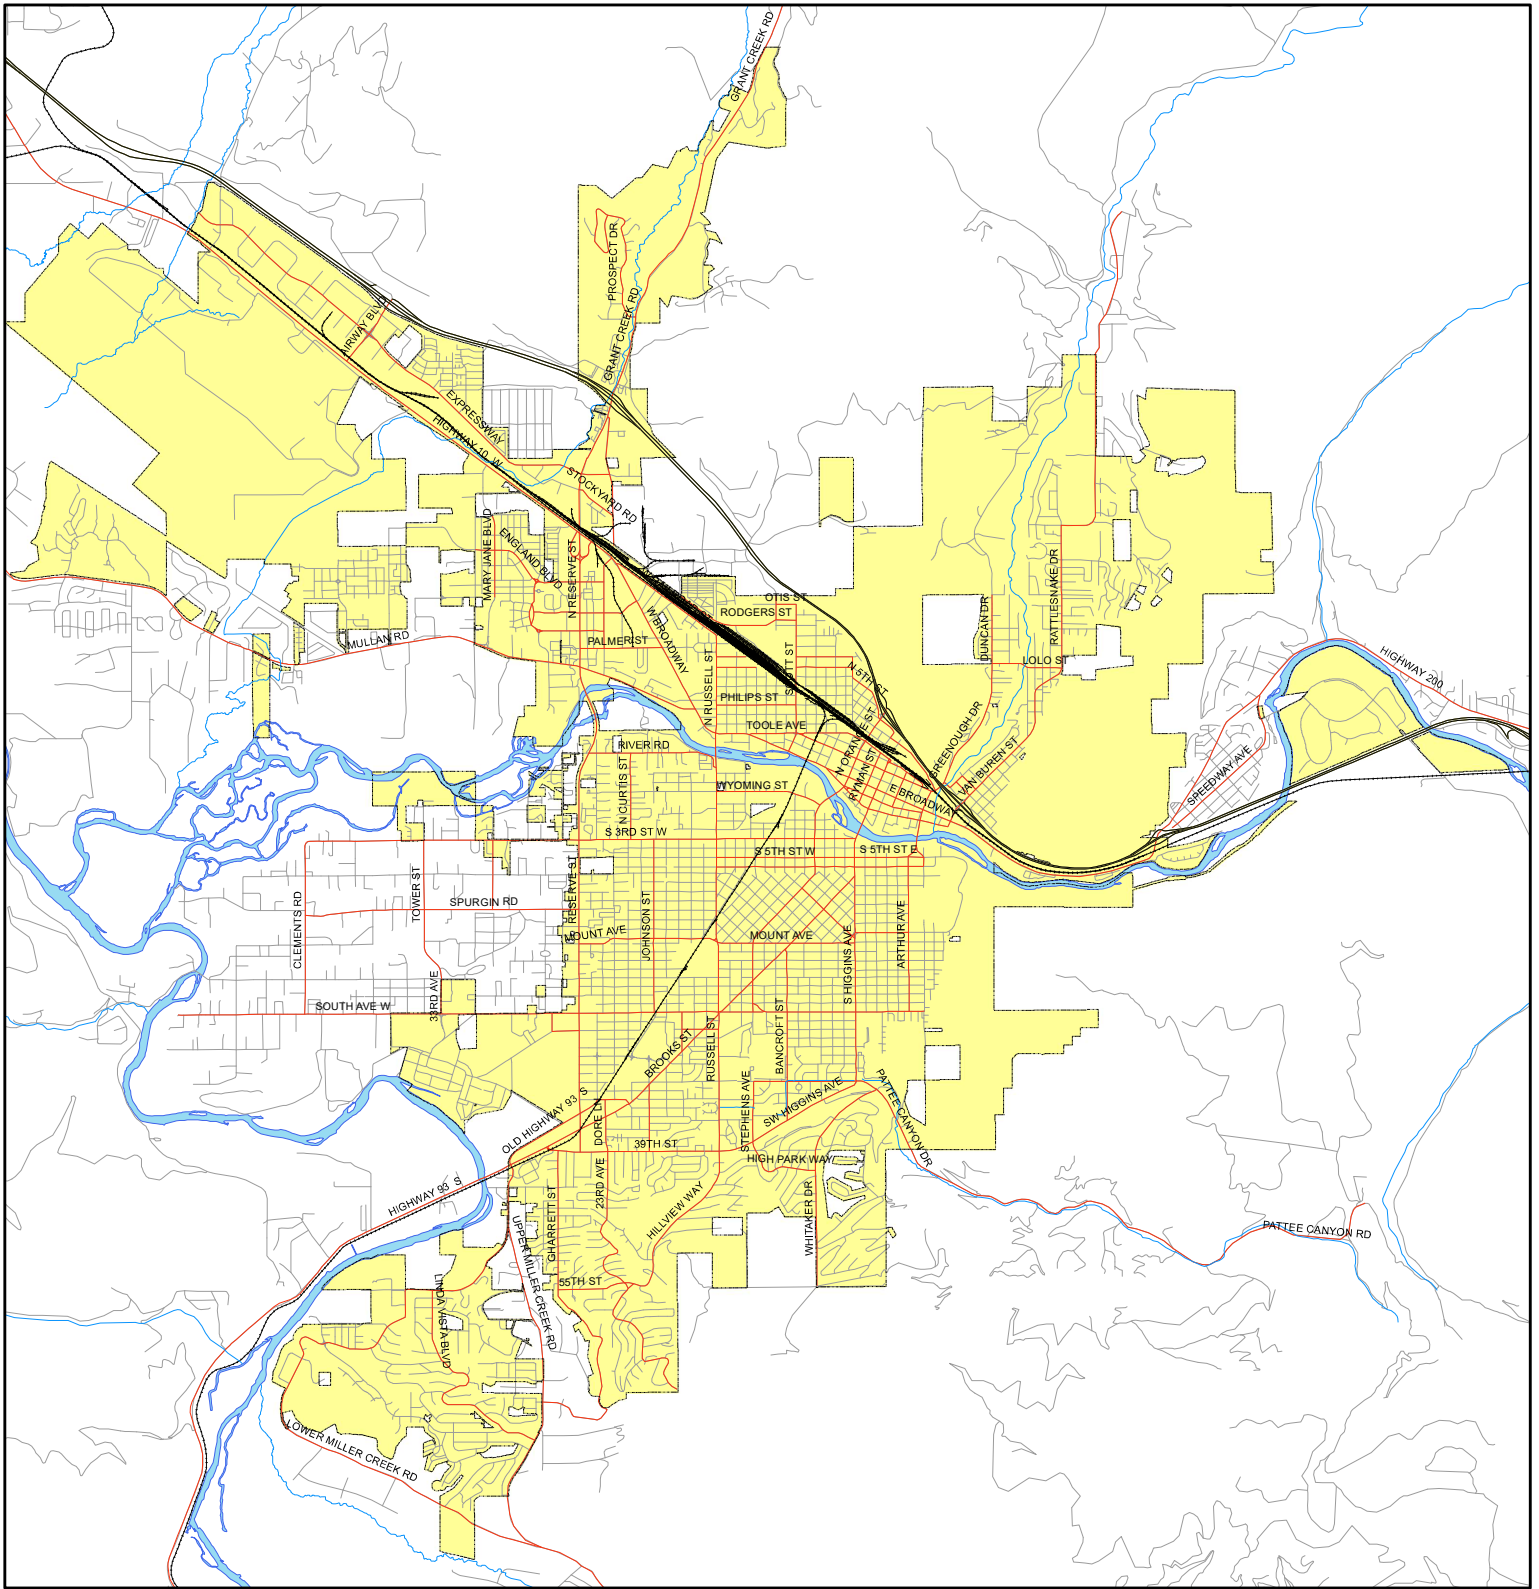 GRANT CREEK RD
PROSPECT DR
GRANT CREEK RD
AIRWAY BLVD
EXPRESSWAY
HIGHWAY 10 W
STOCKYARD RD
MARY JANE BLVD
ENGLAND BLVD
N RESERVE ST
W BROADWAY
OTIS ST
RODGERS ST
PALMER ST
MULLAN RD
N RUSSELL ST
SCOTT ST
N 5TH ST
PHILIPS ST
TOOLE AVE
DUNCAN DR
RATTLESNAKE DR
LOLO ST
HIGHWAY 200
GREENOUGH DR
VAN BUREN ST
N ORANGE ST
RYMAN ST
E BROADWAY
SPEEDWAY AVE
RIVER RD
N CURTIS ST
WYOMING ST
S 3RD ST W
S 5TH ST W
S 5TH ST E
CLEMENTS RD
TOWER ST
SPURGIN RD
S RESERVE ST
MOUNT AVE
JOHNSON ST
MOUNT AVE
S HIGGINS AVE
ARTHUR AVE
SOUTH AVE W
33RD AVE
BROOKS ST
RUSSELL ST
BANCROFT ST
STEPHENS AVE
SW HIGGINS AVE
PATTEE CANYON DR
OLD HIGHWAY 93 S
DORE LN
39TH ST
HIGH PARK WAY
HIGHWAY 93 S
GHARRETT ST
23RD AVE
HILLVIEW WAY
WHITAKER DR
PATTEE CANYON RD
UPPER MILLER CREEK RD
55TH ST
LINDA VISTA BLVD
LOWER MILLER CREEK RD